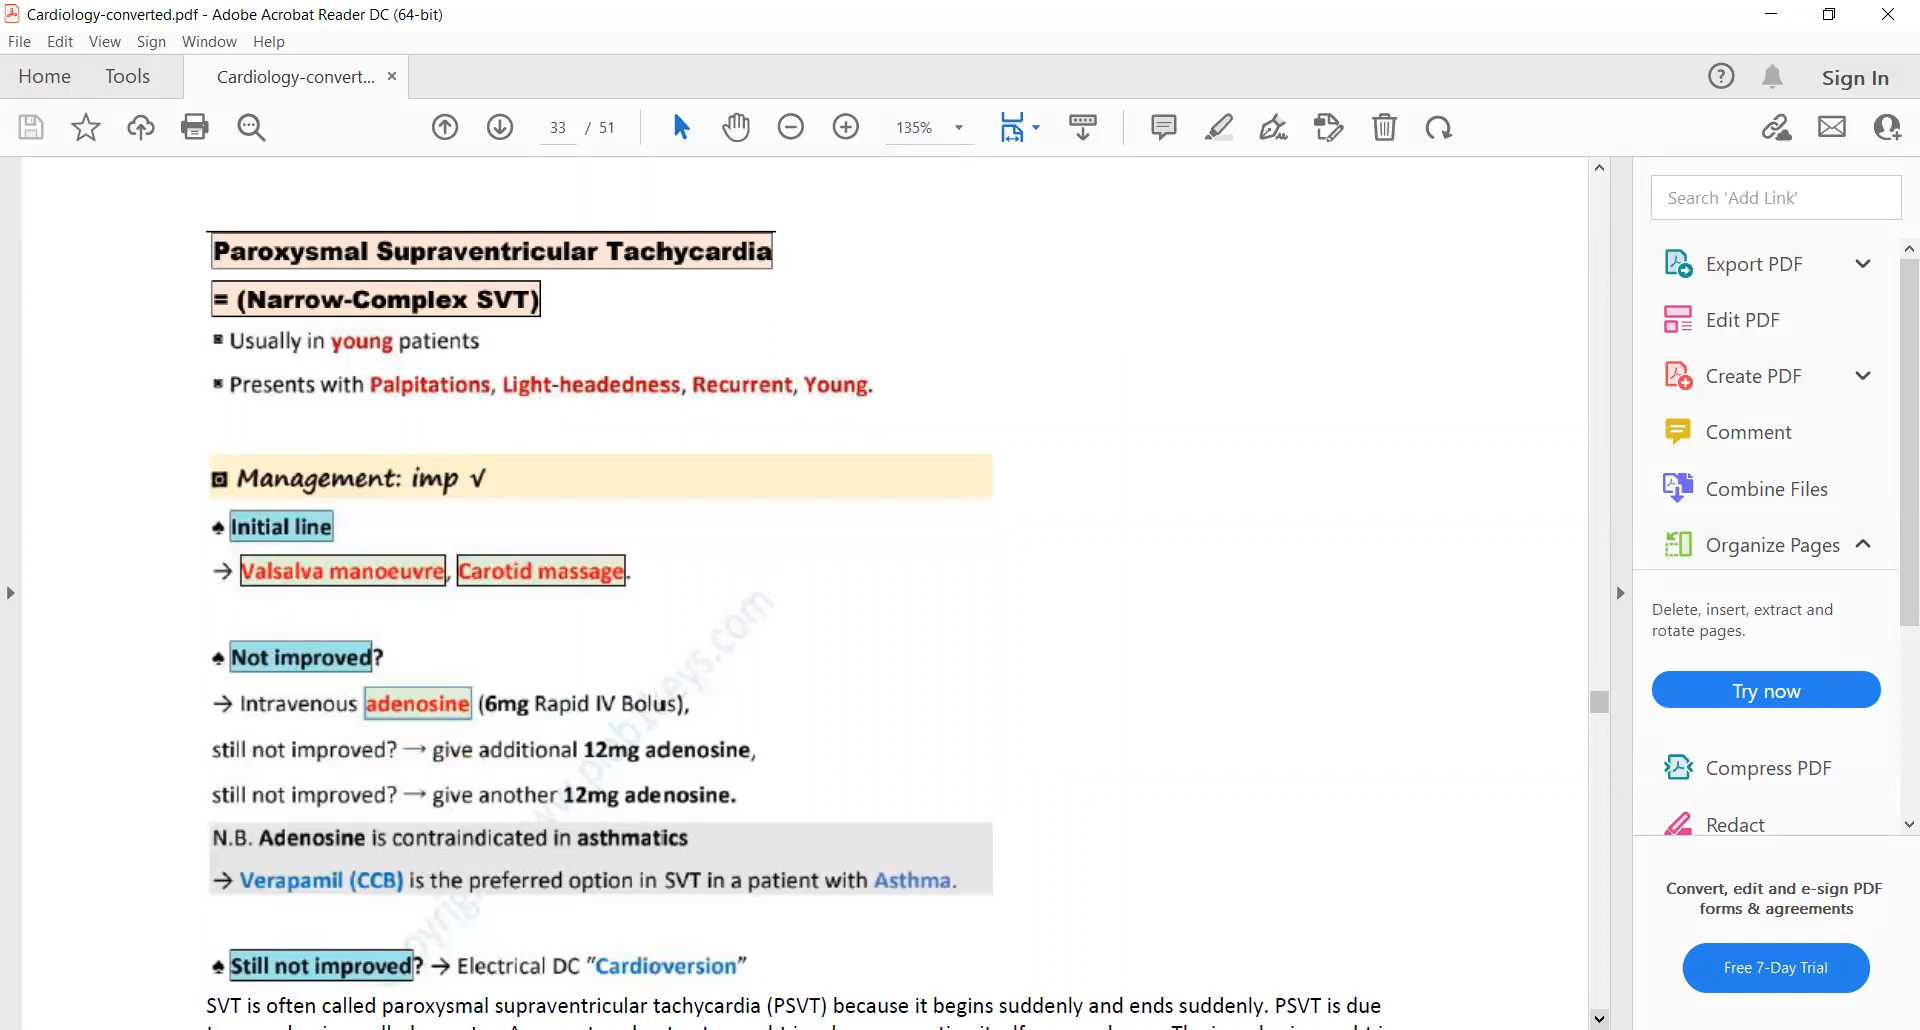 Cardiology-converted.pdf - Adobe Acrobat Reader DC (64-bit)
File Edit View Sign Window Help
Home Tools Cardiology-convert... × Sign In
33 / 51 135%
Search 'Add Link'
Paroxysmal Supraventricular Tachycardia
= (Narrow-Complex SVT)
Usually in young patients
Presents with Palpitations, Light-headedness, Recurrent, Young.
Management: imp √
♠ Initial line
→ Valsalva manoeuvre, Carotid massage.
♠ Not improved?
→ Intravenous adenosine (6mg Rapid IV Bolus),
still not improved? → give additional 12mg adenosine,
still not improved? → give another 12mg adenosine.
N.B. Adenosine is contraindicated in asthmatics
→ Verapamil (CCB) is the preferred option in SVT in a patient with Asthma.
♠ Still not improved? → Electrical DC “Cardioversion”
SVT is often called paroxysmal supraventricular tachycardia (PSVT) because it begins suddenly and ends suddenly. PSVT is due
Export PDF
Edit PDF
Create PDF
Comment
Combine Files
Organize Pages
Delete, insert, extract and
rotate pages.
Try now
Compress PDF
Redact
Convert, edit and e-sign PDF
forms & agreements
Free 7-Day Trial